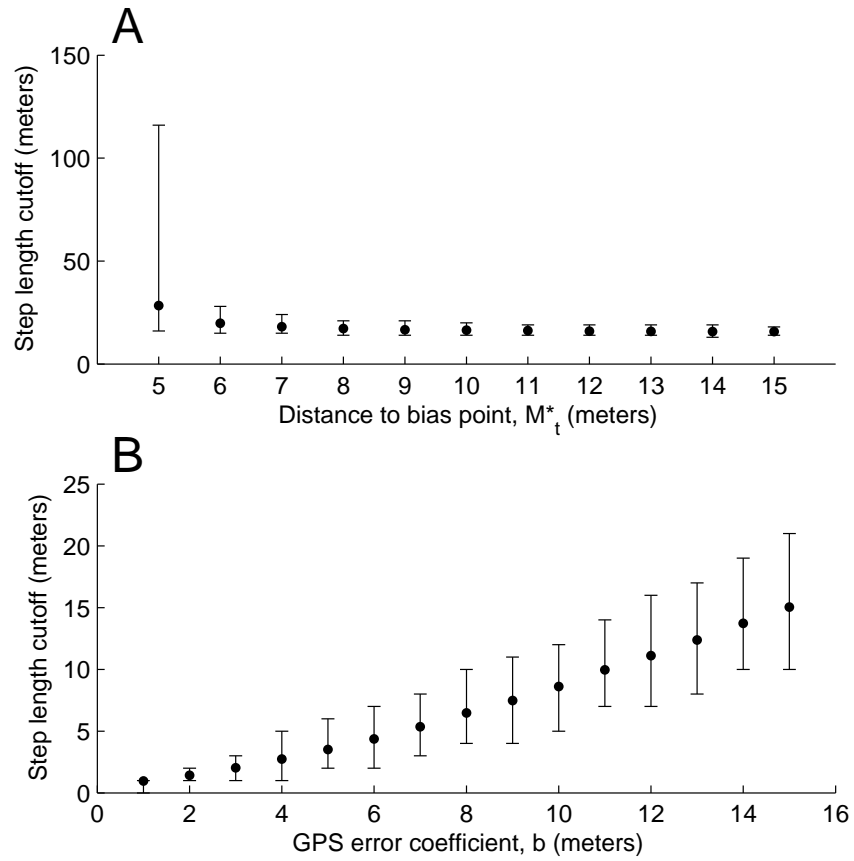 A
150
100
50
0
Step length cutoff (meters)
5 6 7 8 9 10 11 12 13 14 15
Distance to bias point, M*t (meters)
B
25
20
15
10
5
0
Step length cutoff (meters)
0 2 4 6 8 10 12 14 16
GPS error coefficient, b (meters)